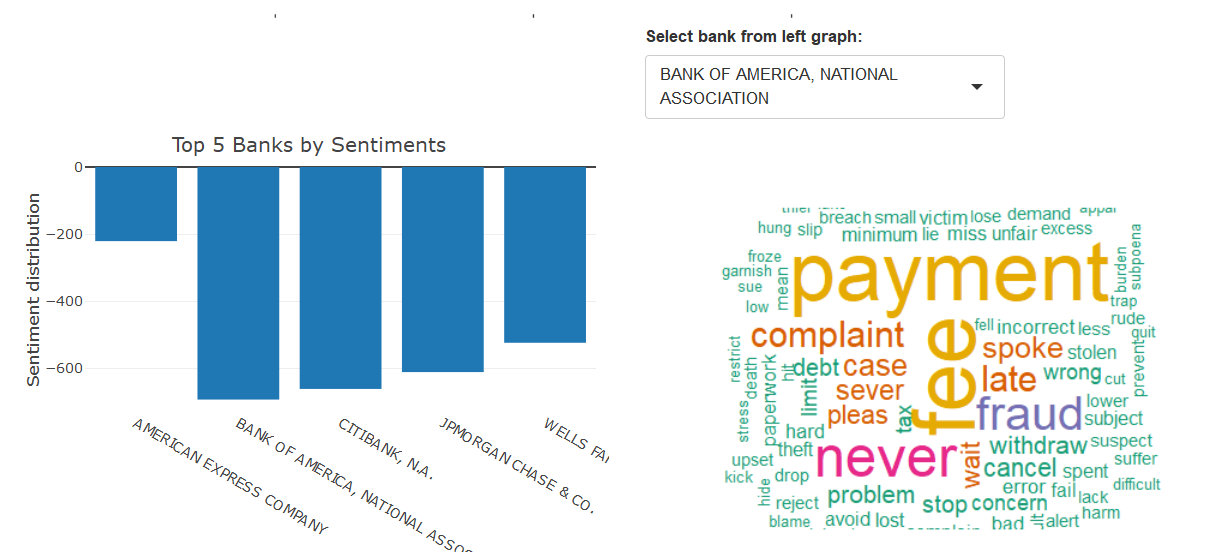 Select bank from left graph:
BANK OF AMERICA, NATIONAL
ASSOCIATION
Top 5 Banks by Sentiments
Sentiment distribution
0
−200
−400
−600
AMERICAN EXPRESS COMPANY
BANK OF AMERICA, NATIONAL ASSOC
CITIBANK, N.A.
JPMORGAN CHASE & CO.
WELLS FA
breach small victim lose demand appal
hung slip minimum lie miss unfair excess
froze
garnish
sue
low
mean
payment
burden
subpoena
trap
rude
quit
prevent
complaint
fee
fell incorrect less
spoke stolen
restrict
death
stress
paperwork
hit
debt case
limit
sever
pleas
tax
late wrong cut
fraud lower
subject
hard
theft
never
wait
withdraw suspect
upset
kick
drop
cancel spent suffer
hide
reject
problem
stop concern
error fail lack
difficult
harm
blame avoid lost
complain
bad
alert